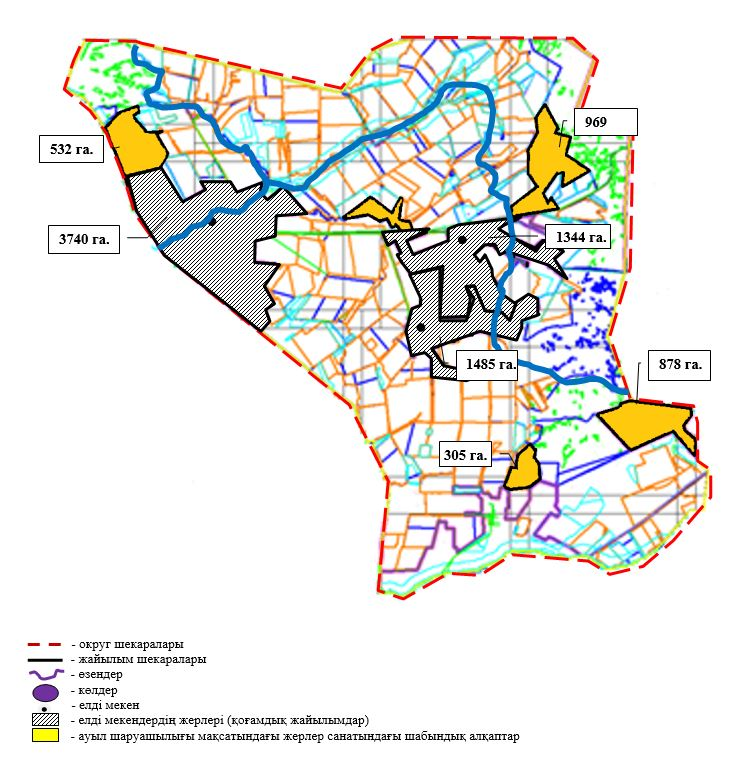 969
532 га.
3740 га.
1344 га.
1485 га.
878 га.
305 га.
- округ шекаралары
- жайылым шекаралары
- өзендер
- көлдер
- елді мекен
- елді мекендердің жерлері (қоғамдық жайылымдар)
- ауыл шаруашылығы мақсатындағы жерлер санатындағы шабындық алқаптар